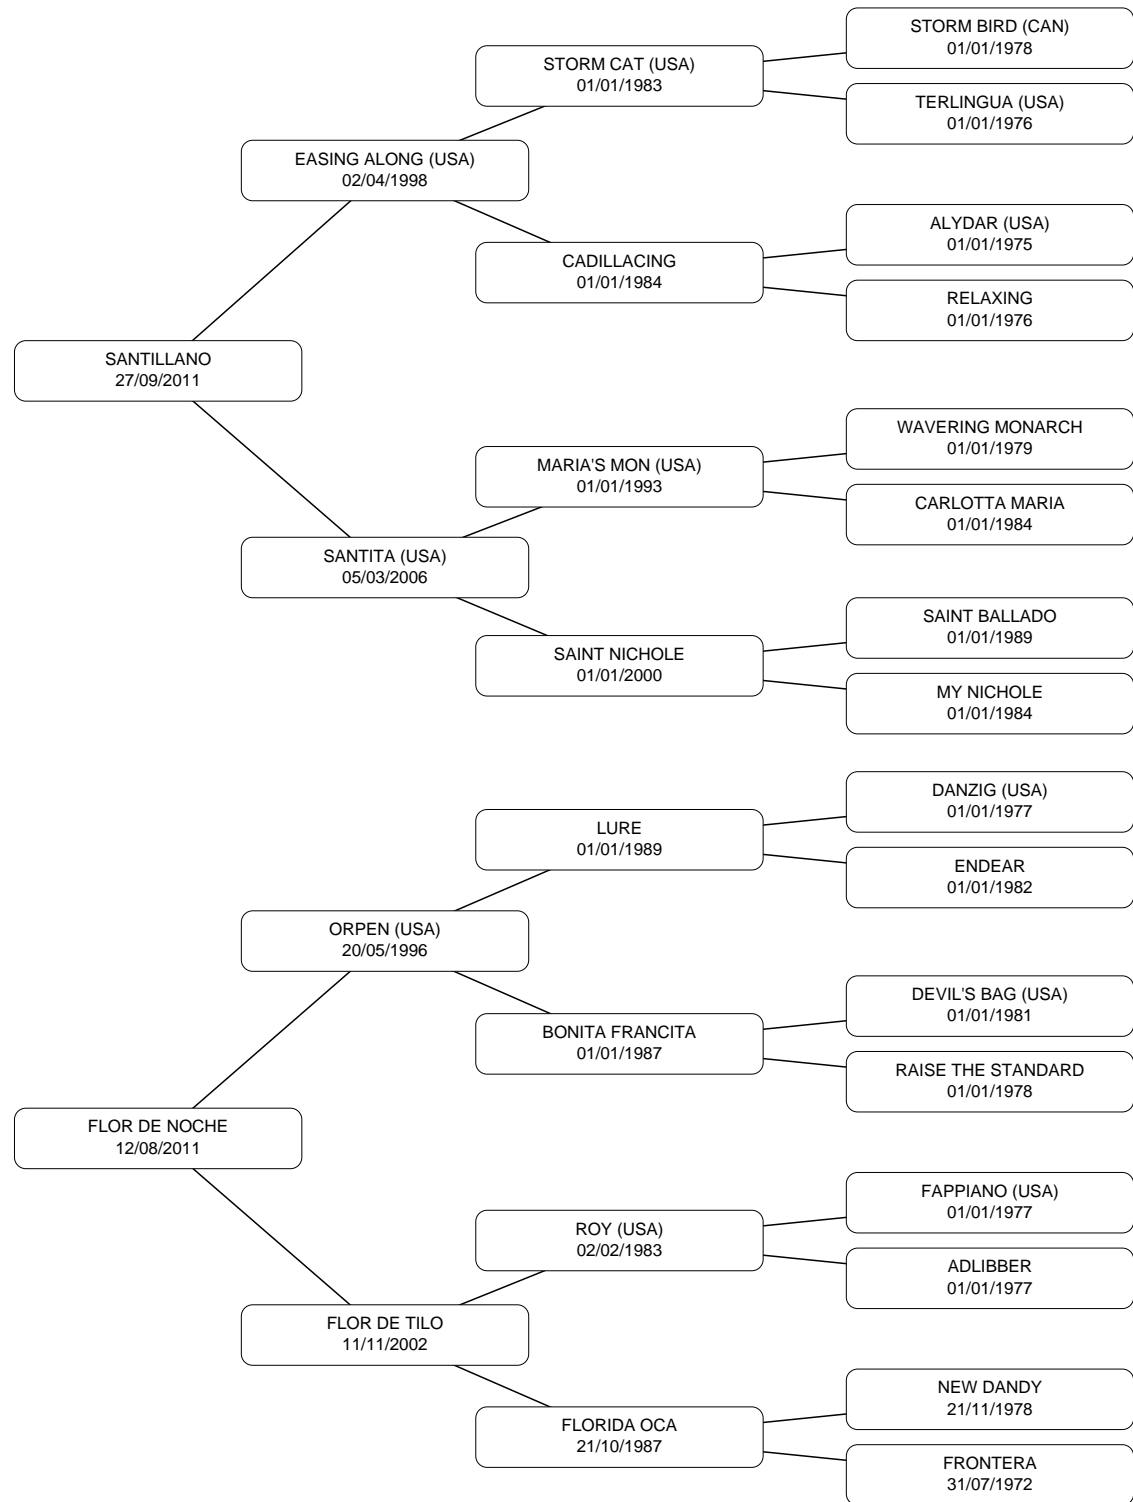 STORM BIRD (CAN)
01/01/1978
STORM CAT (USA)
01/01/1983
TERLINGUA (USA)
01/01/1976
EASING ALONG (USA)
02/04/1998
ALYDAR (USA)
01/01/1975
CADILLACING
01/01/1984
RELAXING
01/01/1976
SANTILLANO
27/09/2011
WAVERING MONARCH
01/01/1979
MARIA'S MON (USA)
01/01/1993
CARLOTTA MARIA
01/01/1984
SANTITA (USA)
05/03/2006
SAINT BALLADO
01/01/1989
SAINT NICHOLE
01/01/2000
MY NICHOLE
01/01/1984
DANZIG (USA)
01/01/1977
LURE
01/01/1989
ENDEAR
01/01/1982
ORPEN (USA)
20/05/1996
DEVIL'S BAG (USA)
01/01/1981
BONITA FRANCITA
01/01/1987
RAISE THE STANDARD
01/01/1978
FLOR DE NOCHE
12/08/2011
FAPPIANO (USA)
01/01/1977
ROY (USA)
02/02/1983
ADLIBBER
01/01/1977
FLOR DE TILO
11/11/2002
NEW DANDY
21/11/1978
FLORIDA OCA
21/10/1987
FRONTERA
31/07/1972